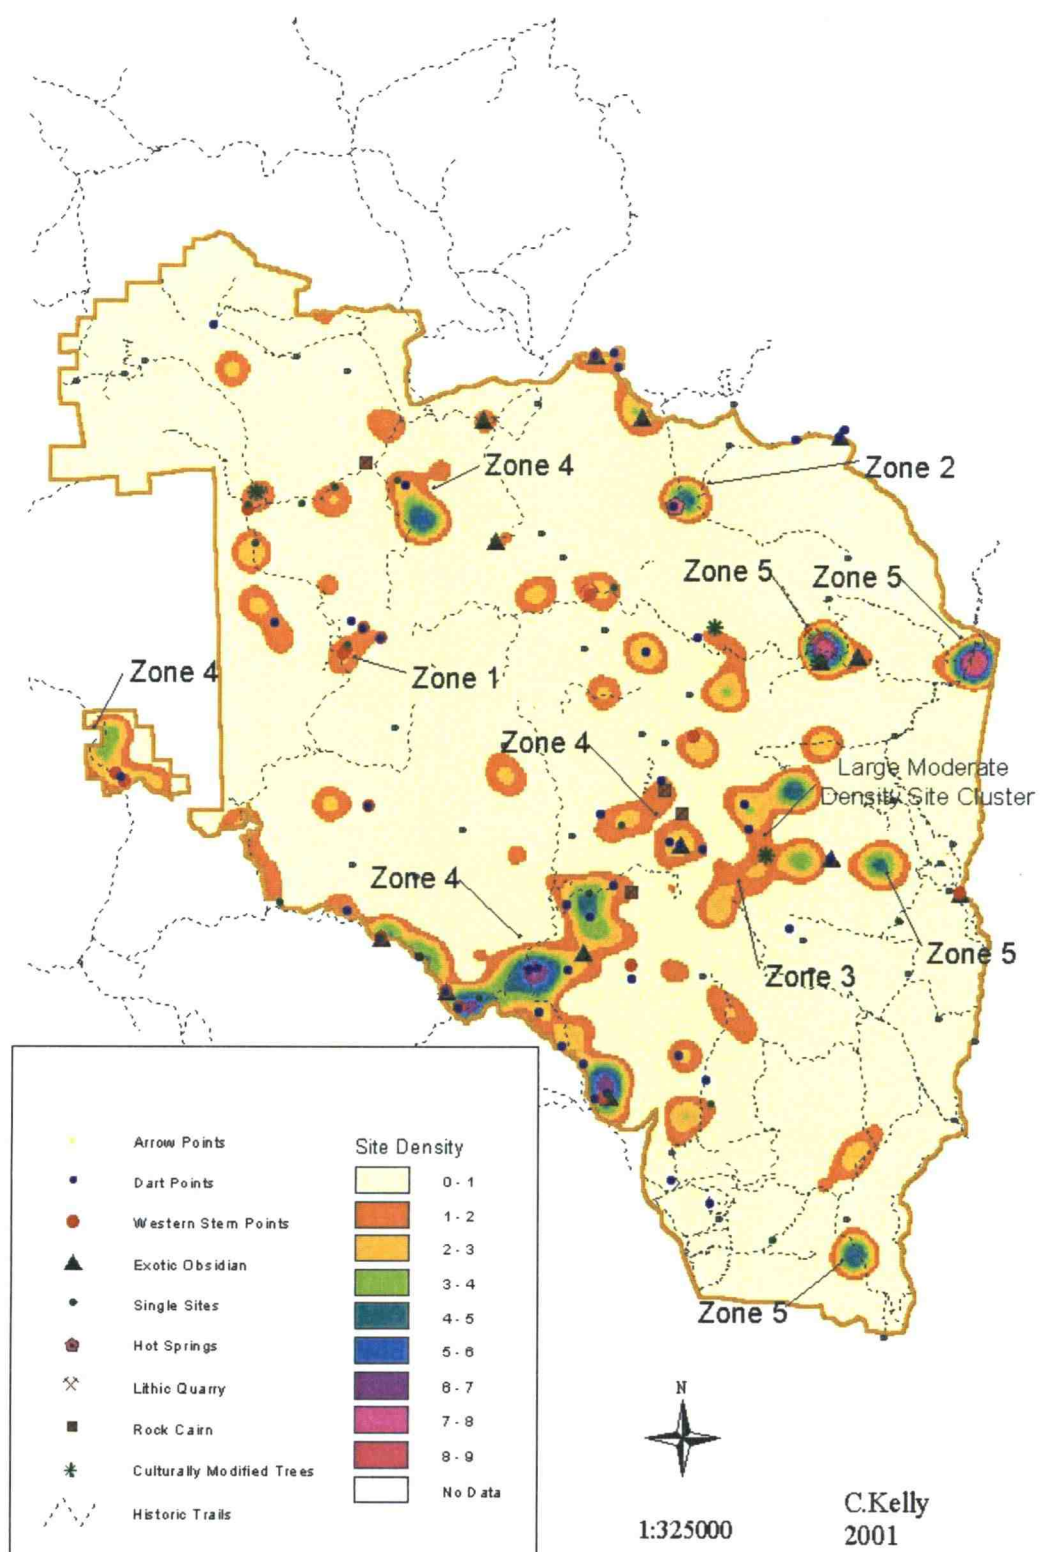 Zone 4
Zone 2
Zone 5
Zone 5
Zone 4
Zone 1
Zone 4
Large Moderate
Density Site Cluster
Zone 4
Zone 5
Zone 3
Arrow Points
Dart Points
Western Stem Points
Exotic Obsidian
Single Sites
Hot Springs
Lithic Quarry
Rock Cairn
Culturally Modified Trees
Historic Trails
Site Density
0 - 1
1 - 2
2 - 3
3 - 4
4 - 5
5 - 6
6 - 7
7 - 8
8 - 9
No Data
Zone 5
N
1:325000
C.Kelly
2001